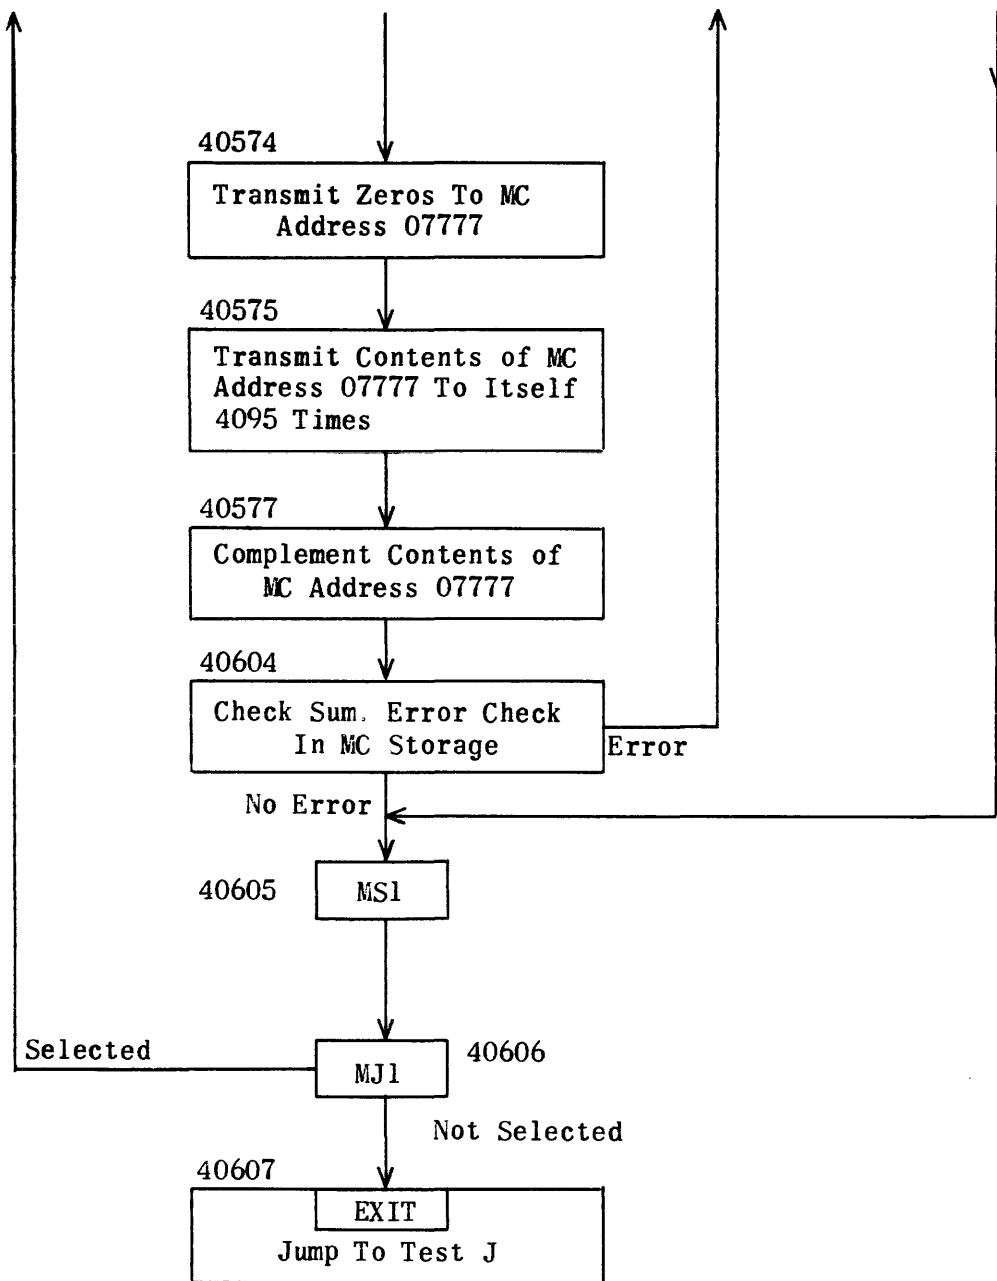 40574
Transmit Zeros To MC
Address 07777
40575
Transmit Contents of MC
Address 07777 To Itself
4095 Times
40577
Complement Contents of
MC Address 07777
40604
Check Sum. Error Check
In MC Storage
Error
No Error
40605
MS1
Selected
40606
MJ1
Not Selected
40607
EXIT
Jump To Test J